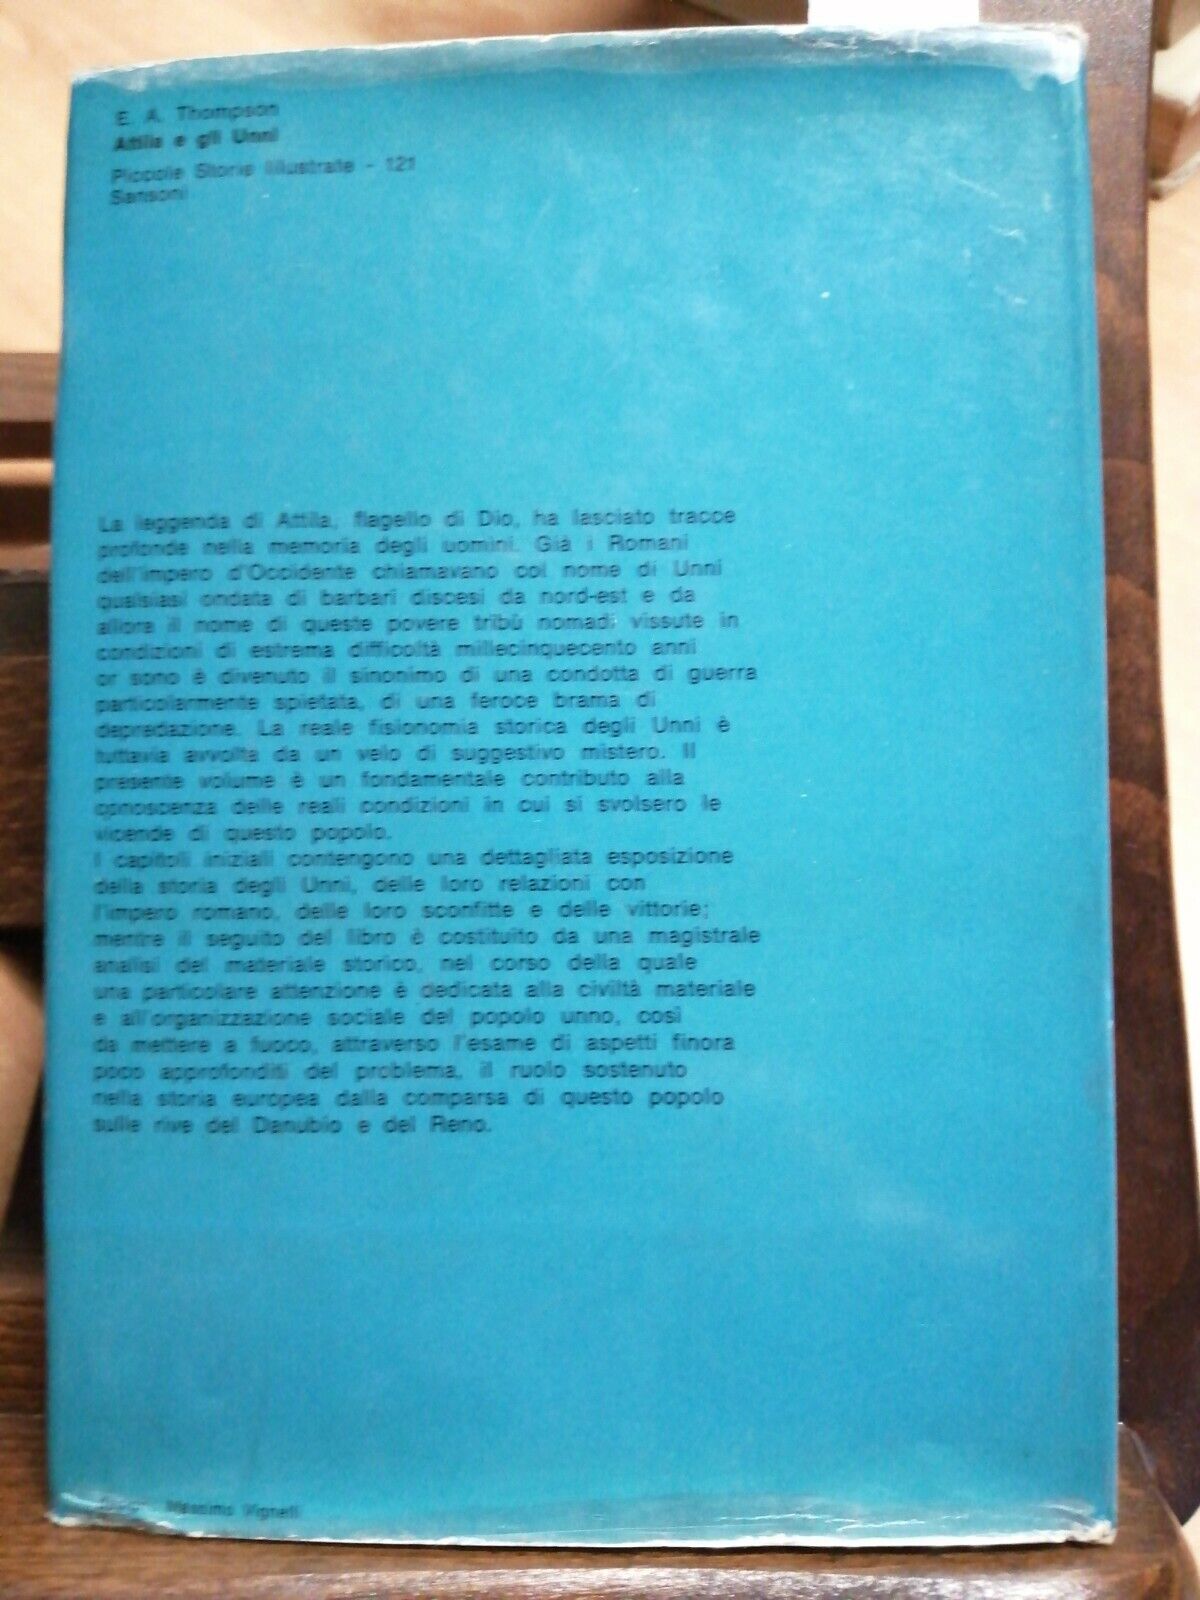 E. A. Thompson
Attila e gli Unni
Piccole Storie Illustrate - 121
Sansoni
La leggenda di Attila, flagello di Dio, ha lasciato tracce
profonde nella memoria degli uomini. Già i Romani
dell'impero d'Occidente chiamavano col nome di Unni
qualsiasi ondata di barbari discesi da nord-est e da
allora il nome di queste povere tribù nomadi vissute in
condizioni di estrema difficoltà millecinquecento anni
or sono è divenuto il sinonimo di una condotta di guerra
particolarmente spietata, di una feroce brama di
depredazione. La reale fisionomia storica degli Unni è
tuttavia avvolta da un velo di suggestivo mistero. Il
presente volume è un fondamentale contributo alla
conoscenza delle reali condizioni in cui si svolsero le
vicende di questo popolo.
I capitoli iniziali contengono una dettagliata esposizione
della storia degli Unni, delle loro relazioni con
l'impero romano, delle loro sconfitte e delle vittorie;
mentre il seguito del libro è costituito da una magistrale
analisi del materiale storico, nel corso della quale
una particolare attenzione è dedicata alla civiltà materiale
e all'organizzazione sociale del popolo unno, così
da mettere a fuoco, attraverso l'esame di aspetti finora
poco approfonditi del problema, il ruolo sostenuto
nella storia europea dalla comparsa di questo popolo
sulle rive del Danubio e del Reno.
Massimo Vignelli